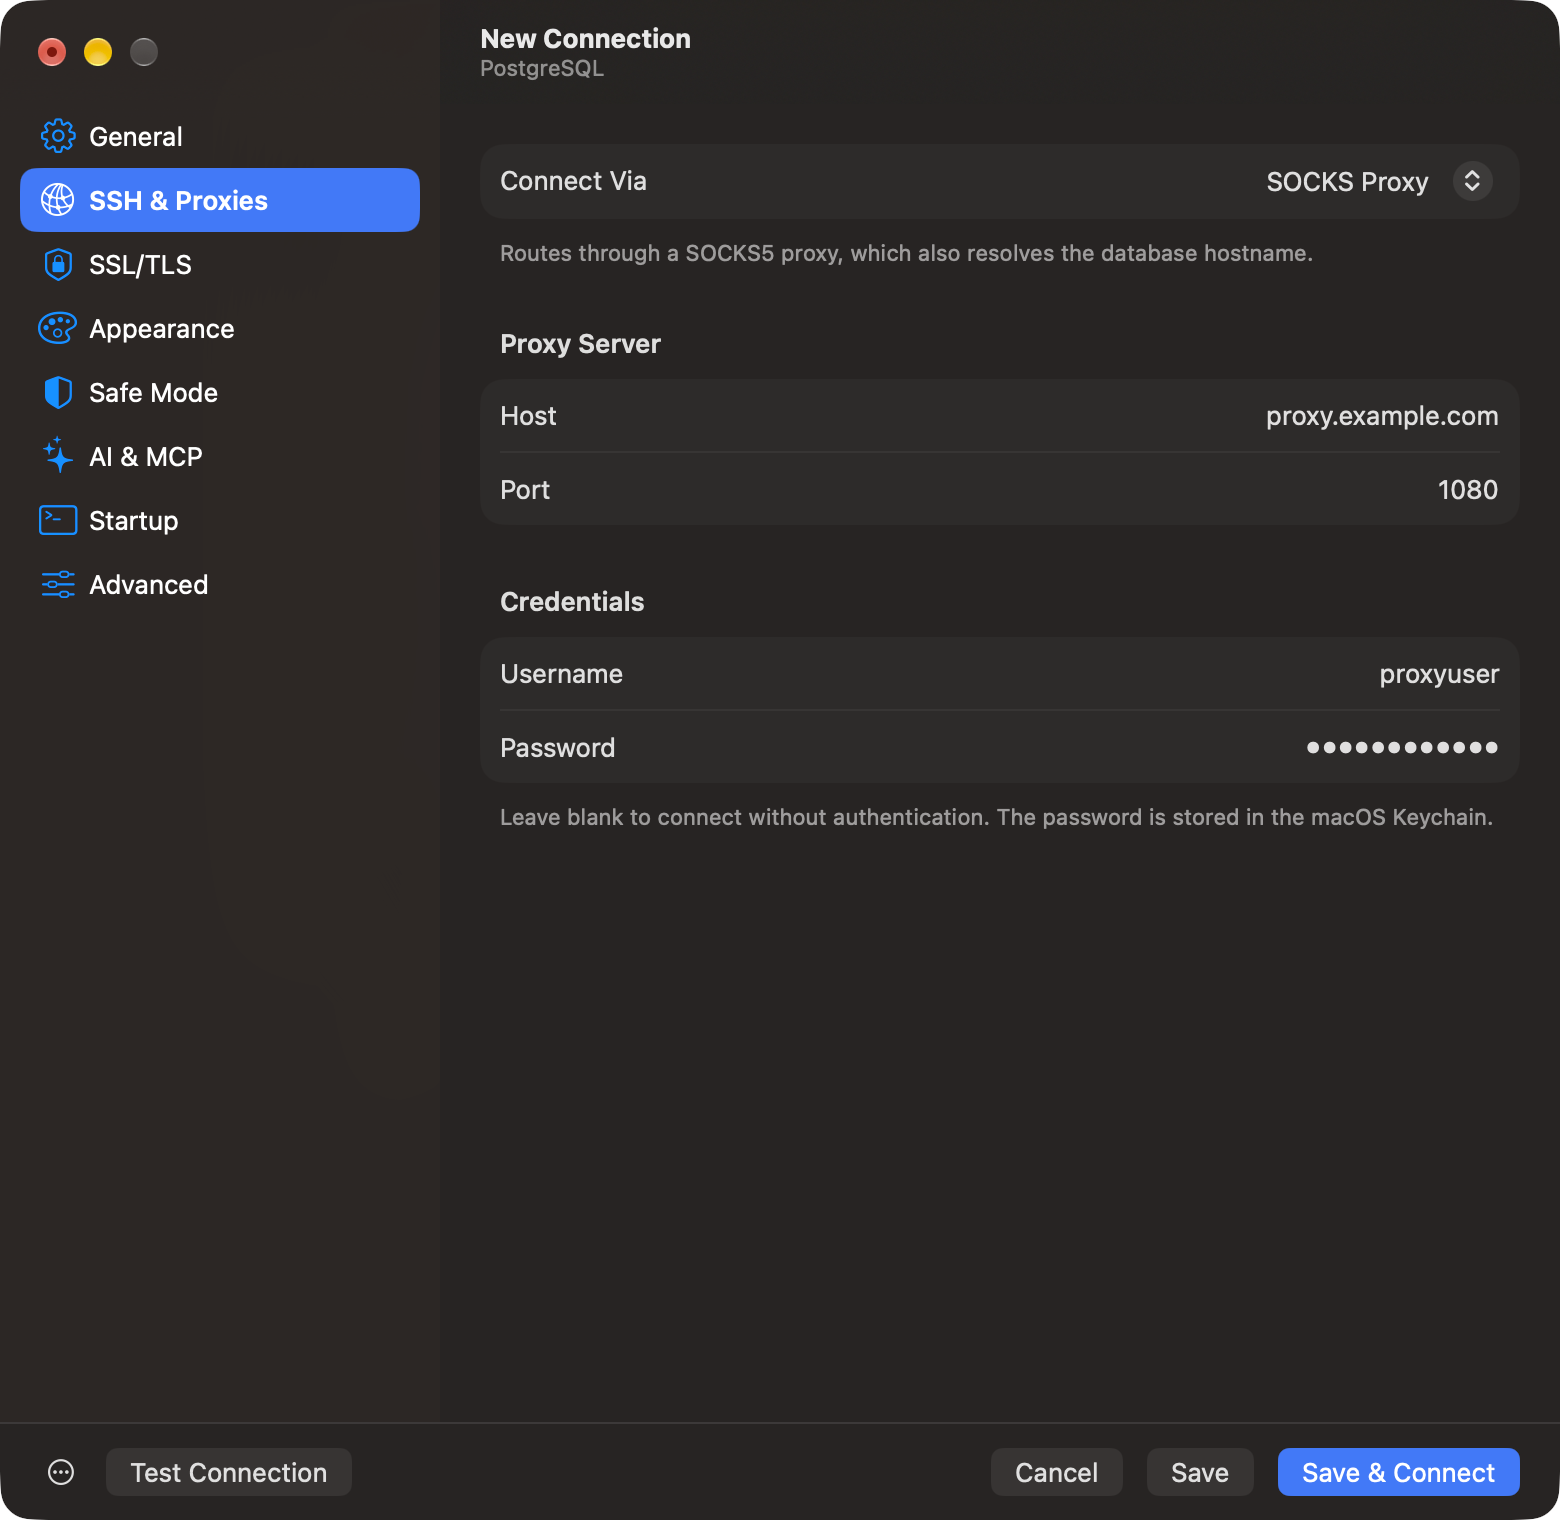 New Connection
PostgreSQL
General
SSH & Proxies
SSL/TLS
Appearance
Safe Mode
AI & MCP
Startup
Advanced
Connect Via
SOCKS Proxy
Routes through a SOCKS5 proxy, which also resolves the database hostname.
Proxy Server
Host
proxy.example.com
Port
1080
Credentials
Username
proxyuser
Password
••••••••••••
Leave blank to connect without authentication. The password is stored in the macOS Keychain.
Test Connection
Cancel
Save
Save & Connect